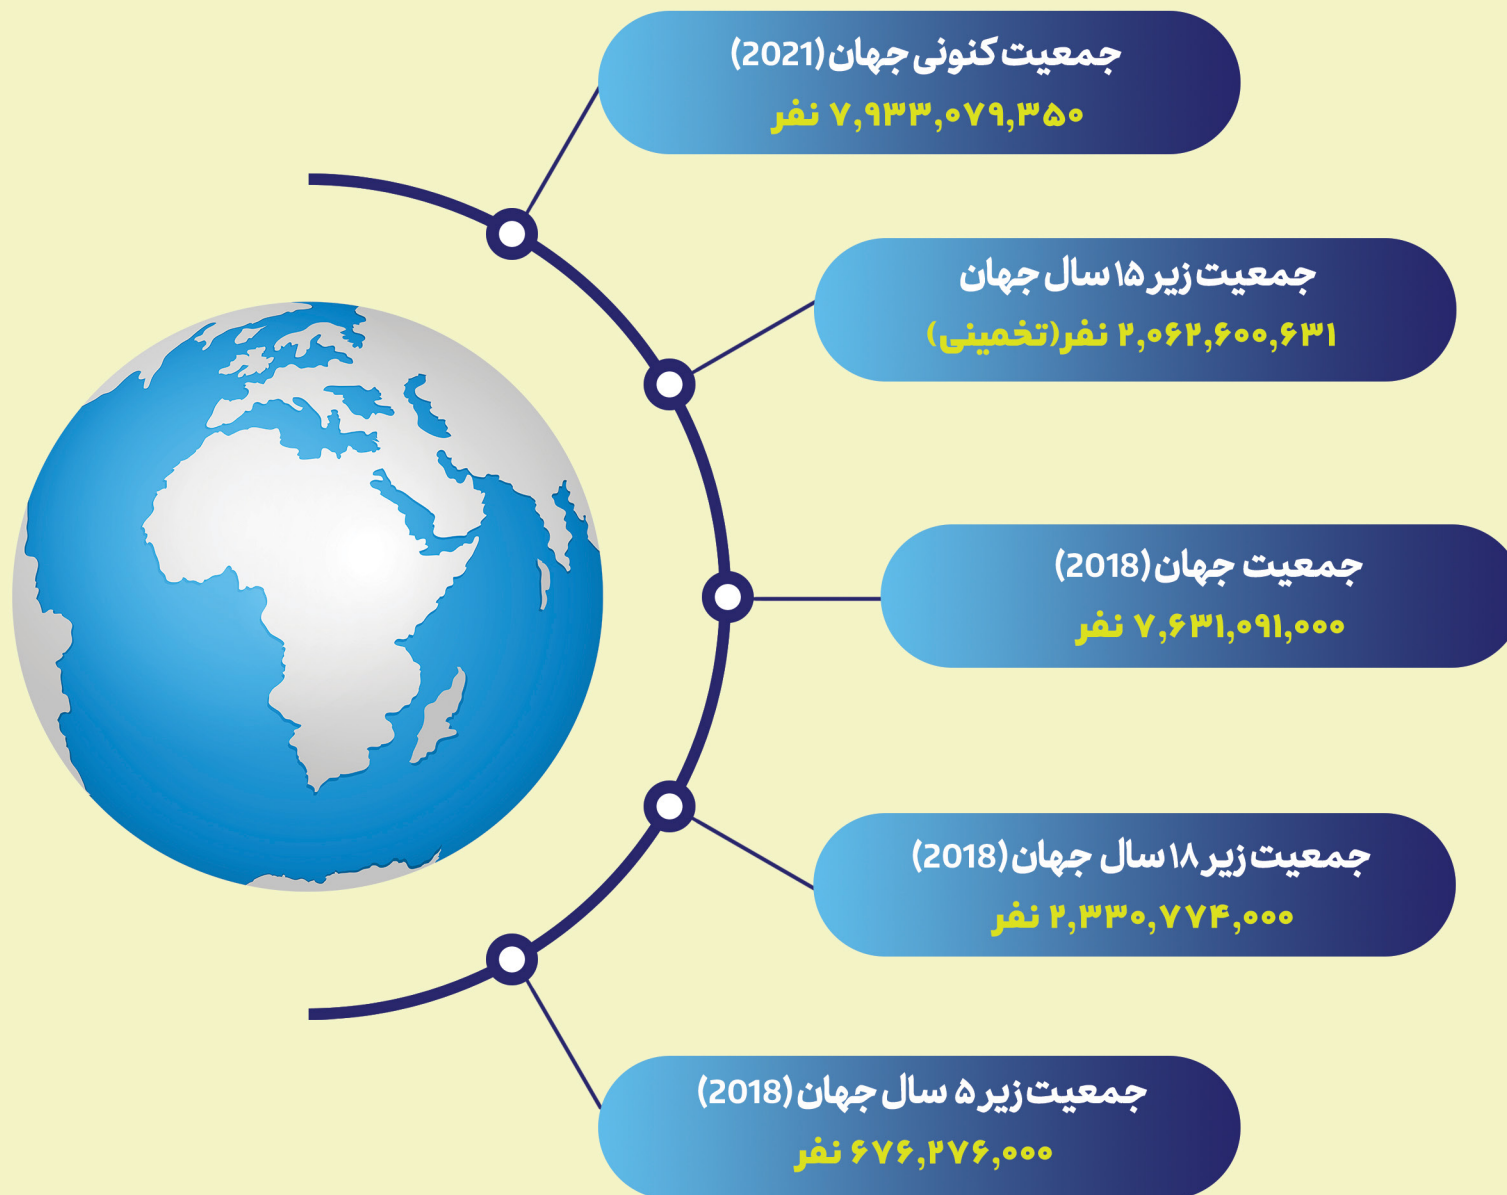 جمعیت کنونی جهان (2021)
۷,۹۳۳,۰۷۹,۳۵۰ نفر
جمعیت زیر ۱۵ سال جهان
۲,۰۶۲,۶۰۰,۶۳۱ نفر (تخمینی)
جمعیت جهان (2018)
۷,۶۳۱,۰۹۱,۰۰۰ نفر
جمعیت زیر ۱۸ سال جهان (2018)
۲,۳۳۰,۷۷۴,۰۰۰ نفر
جمعیت زیر ۵ سال جهان (2018)
۶۷۶,۲۷۶,۰۰۰ نفر